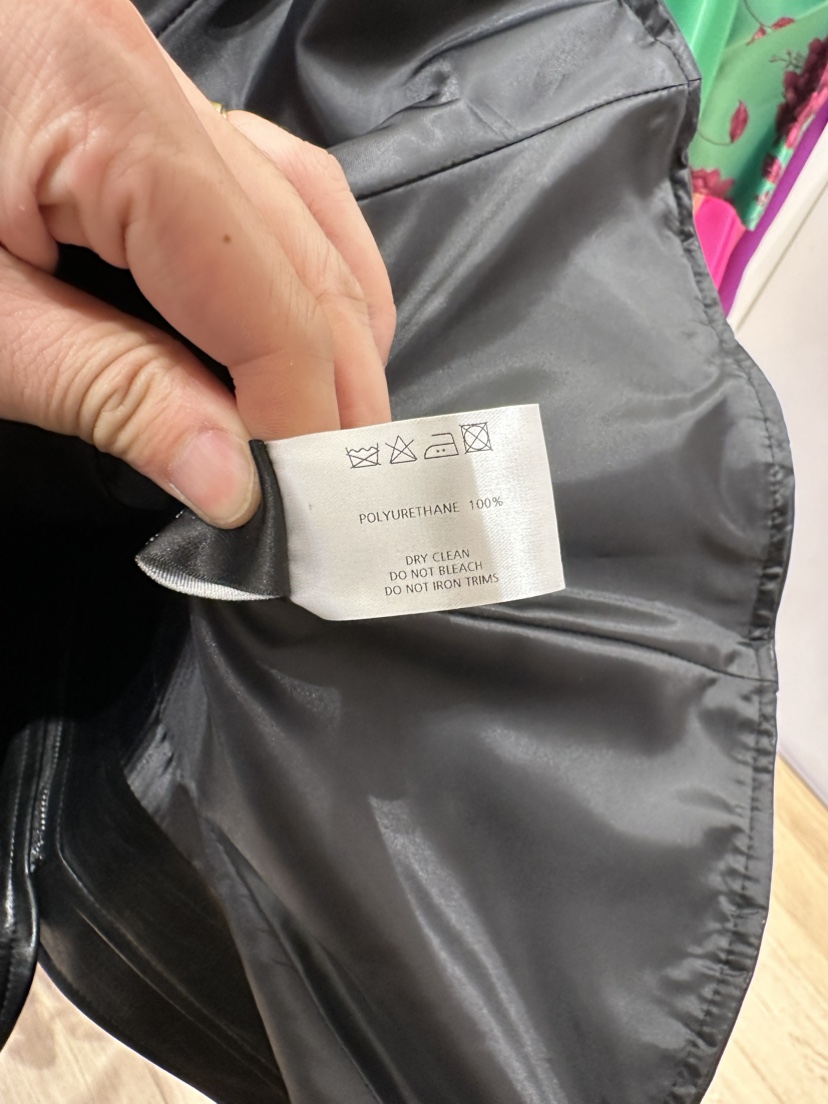 POLYURETHANE 100%
DRY CLEAN
DO NOT BLEACH
DO NOT IRON TRIMS